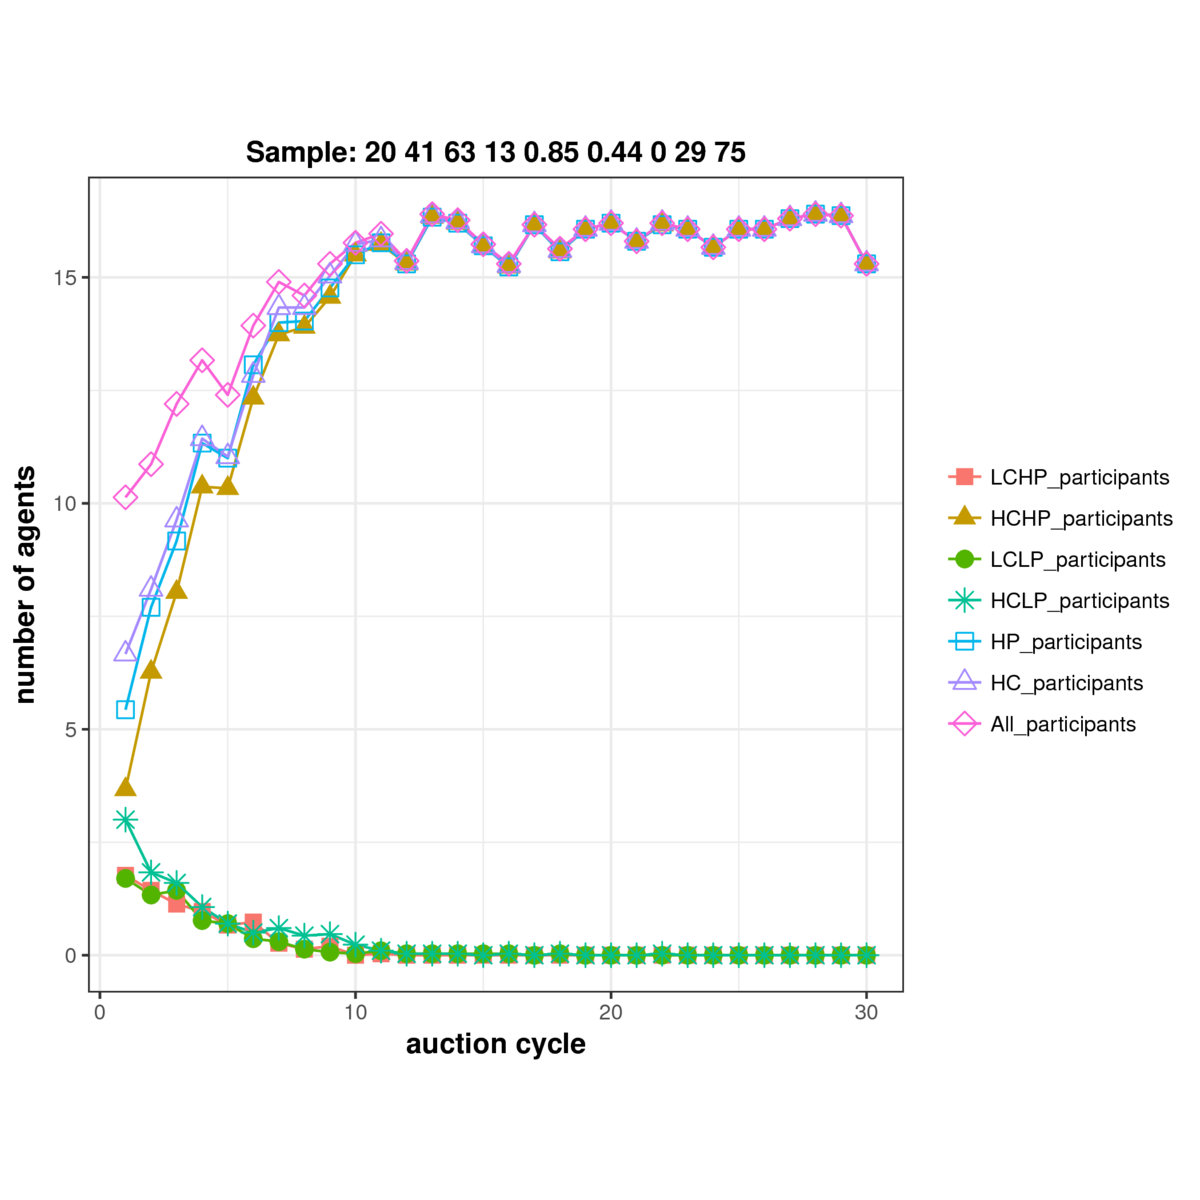 Sample: 20 41 63 13 0.85 0.44 0 29 75
number of agents
15
10
5
0
0 10 20 30
auction cycle
LCHP_participants
HCHP_participants
LCLP_participants
HCLP_participants
HP_participants
HC_participants
All_participants